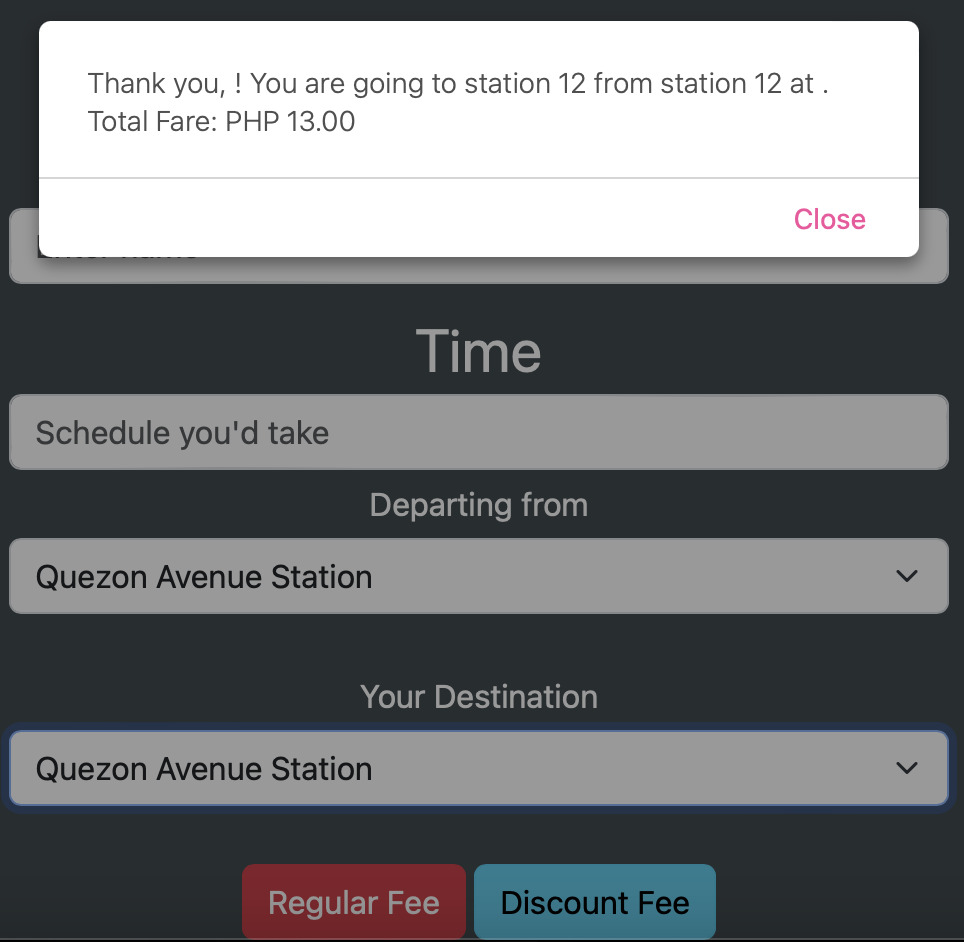 Thank you, ! You are going to station 12 from station 12 at .
Total Fare: PHP 13.00
Close
Time
Schedule you'd take
Departing from
Quezon Avenue Station
Your Destination
Quezon Avenue Station
Regular Fee
Discount Fee